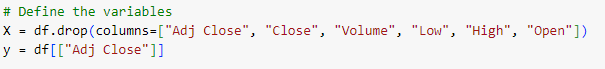 # Define the variables
X = df.drop(columns=["Adj Close", "Close", "Volume", "Low", "High", "Open"])
y = df[["Adj Close"]]